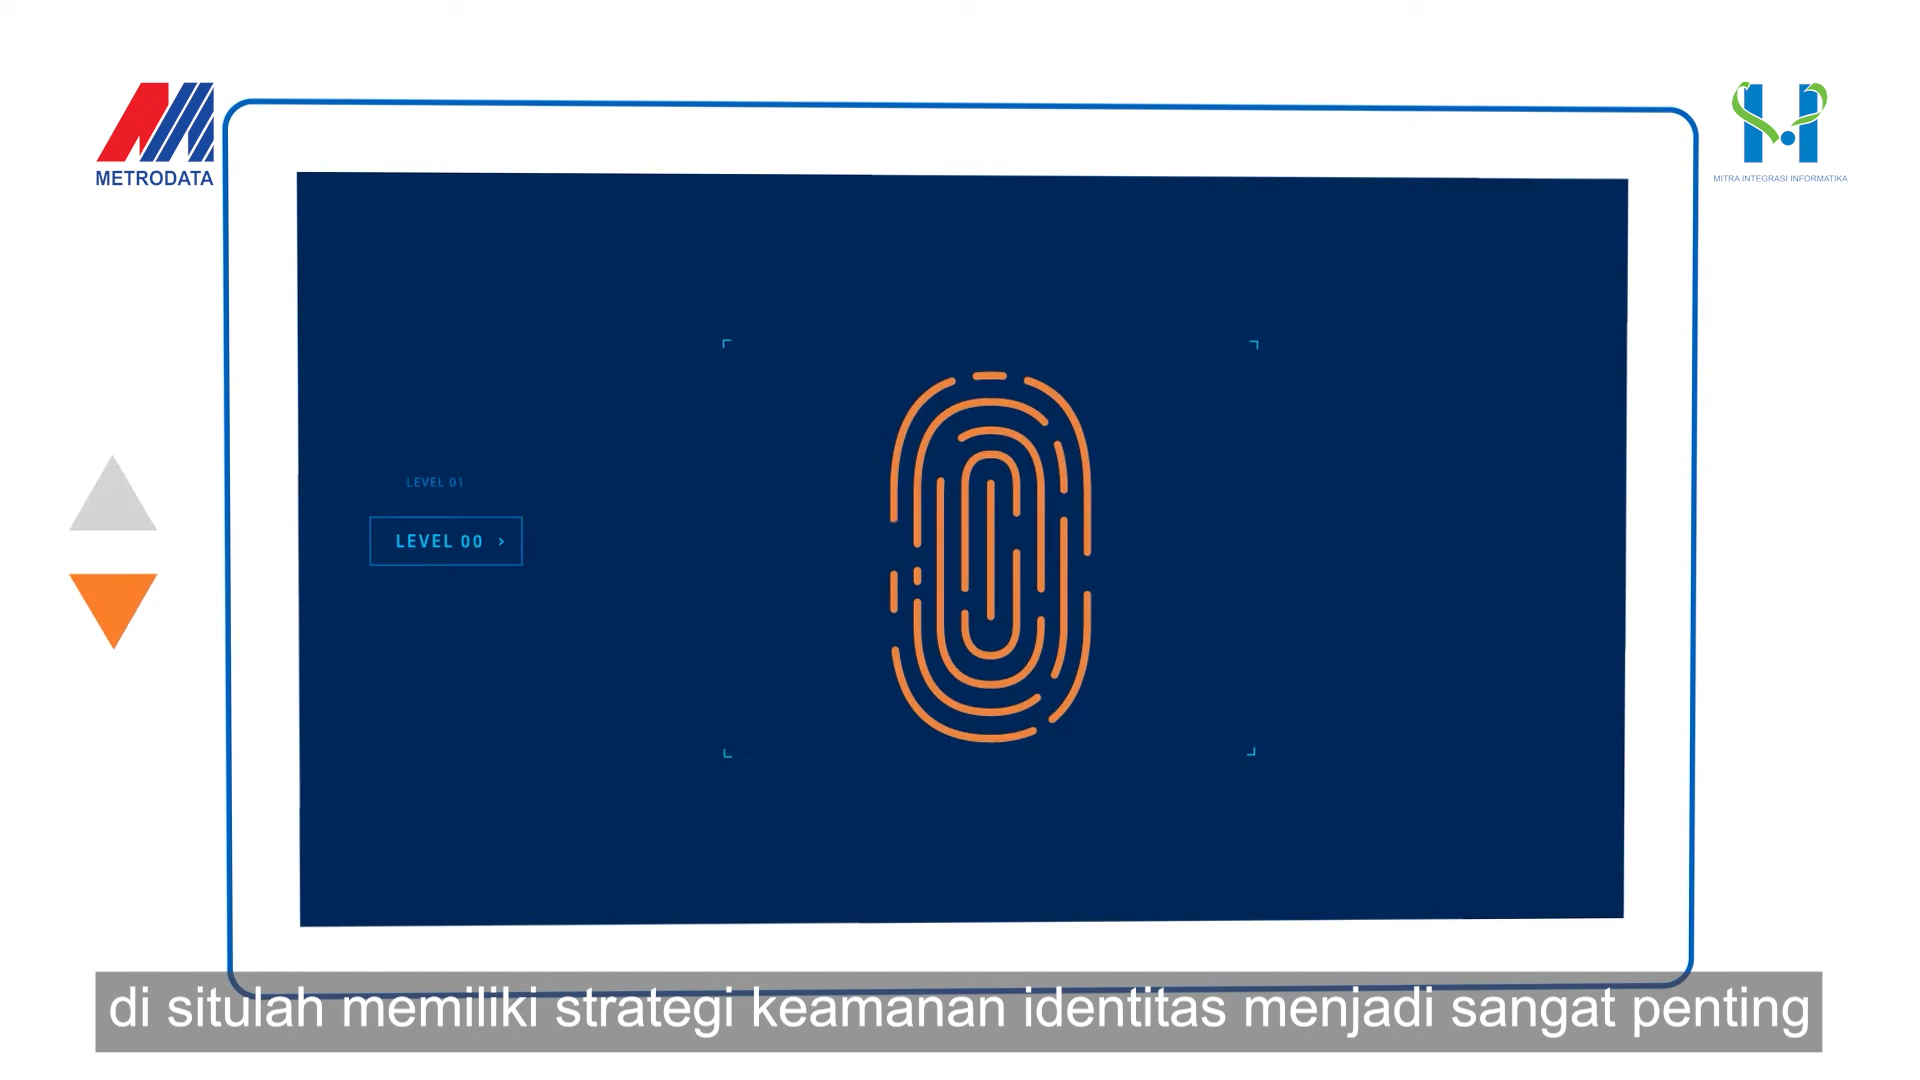 METRODATA
MITRA INTEGRASI INFORMATIKA
LEVEL 01
LEVEL 00 >
di situlah memiliki strategi keamanan identitas menjadi sangat penting